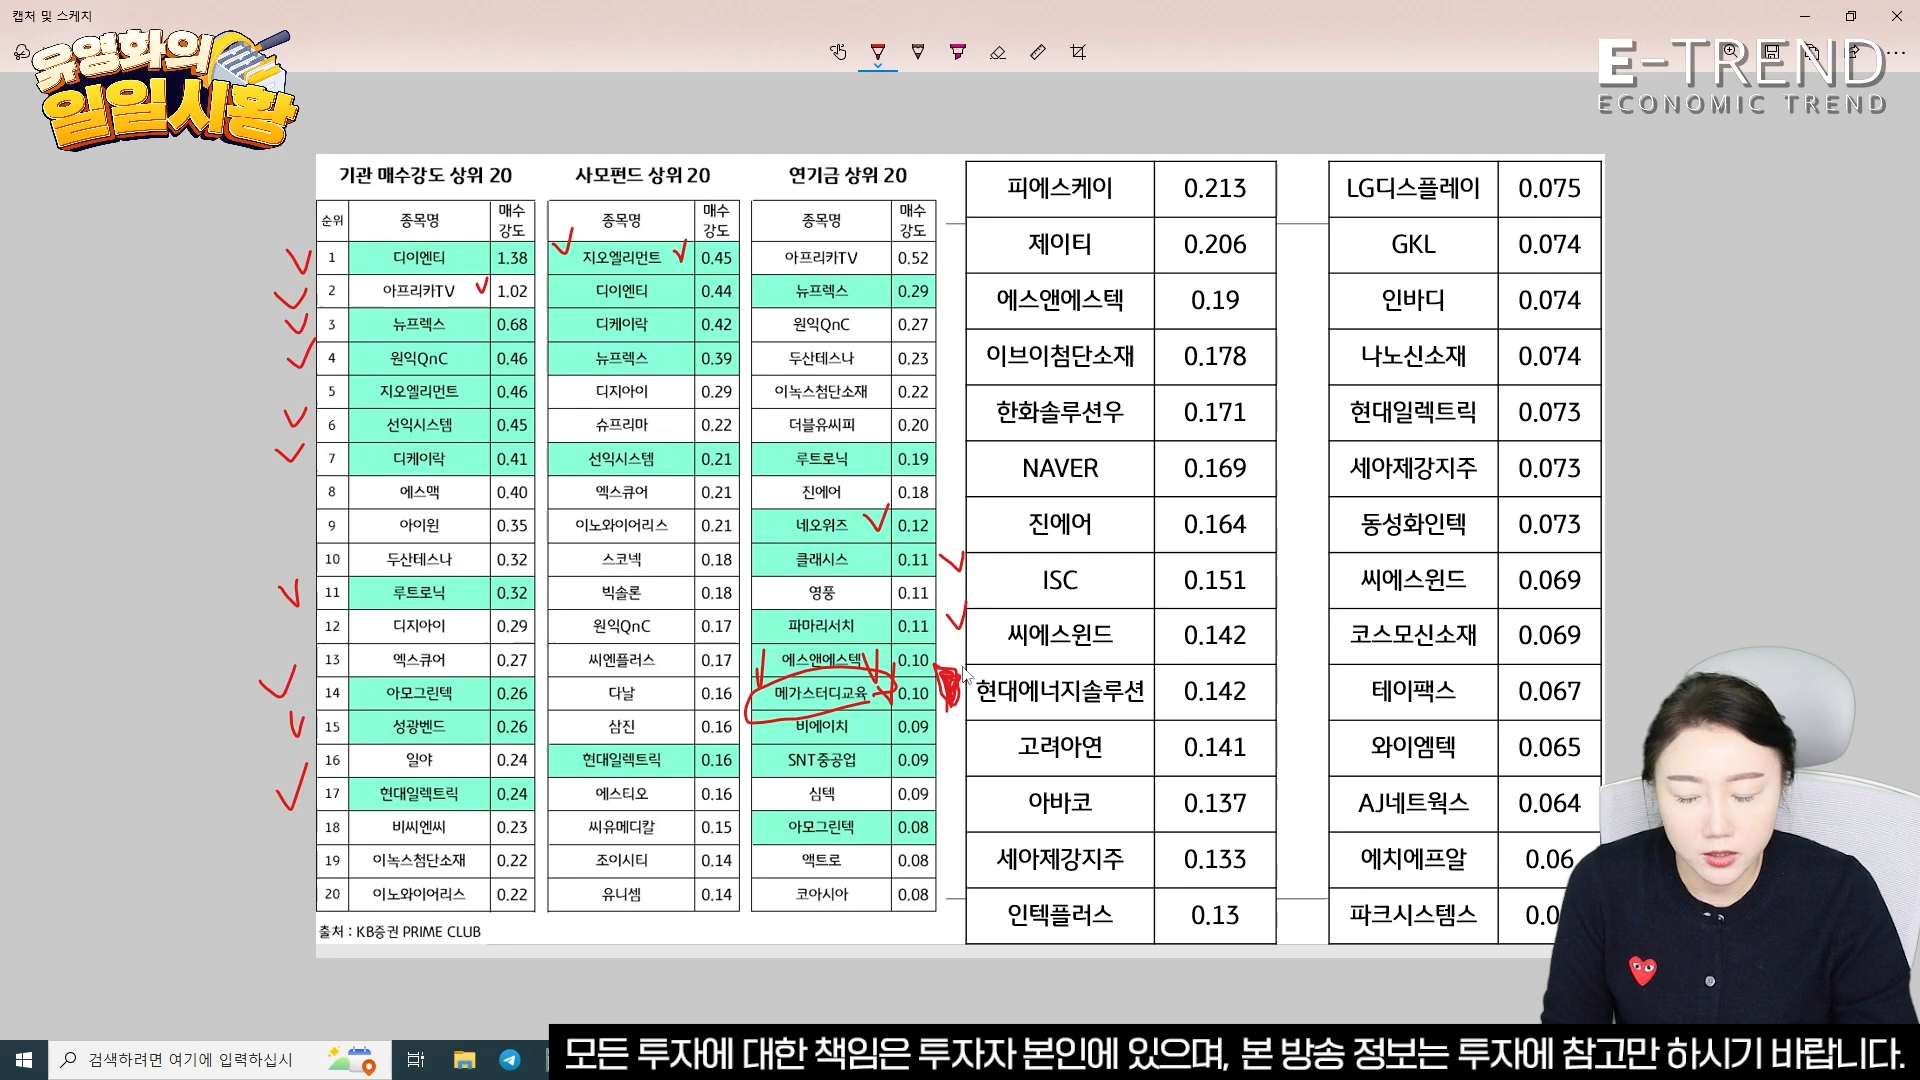 캡처 및 스케치
유영화의
일일시황
E-TREND
ECONOMIC TREND
기관 매수강도 상위 20
순위 종목명 매수강도
1 디이엔티 1.38
2 아프리카TV 1.02
3 뉴프렉스 0.68
4 원익QnC 0.46
5 지오엘리먼트 0.46
6 선익시스템 0.45
7 디케이락 0.41
8 에스맥 0.40
9 아이윈 0.35
10 두산테스나 0.32
11 루트로닉 0.32
12 디지아이 0.29
13 엑스큐어 0.27
14 아모그린텍 0.26
15 성광벤드 0.26
16 일야 0.24
17 현대일렉트릭 0.24
18 비씨엔씨 0.23
19 이녹스첨단소재 0.22
20 이노와이어리스 0.22
출처 : KB증권 PRIME CLUB
사모펀드 상위 20
종목명 매수강도
지오엘리먼트 0.45
디이엔티 0.44
디케이락 0.42
뉴프렉스 0.39
디지아이 0.29
슈프리마 0.22
선익시스템 0.21
엑스큐어 0.21
이노와이어리스 0.21
스코넥 0.18
빅솔론 0.18
원익QnC 0.17
씨엔플러스 0.17
다날 0.16
삼진 0.16
현대일렉트릭 0.16
에스티오 0.16
씨유메디칼 0.15
조이시티 0.14
유니셈 0.14
연기금 상위 20
종목명 매수강도
아프리카TV 0.52
뉴프렉스 0.29
원익QnC 0.27
두산테스나 0.23
이녹스첨단소재 0.22
더블유씨피 0.20
루트로닉 0.19
진에어 0.18
네오위즈 0.12
클래시스 0.11
영풍 0.11
파마리서치 0.11
에스앤에스텍 0.10
메가스터디교육 0.10
비에이치 0.09
SNT중공업 0.09
심텍 0.09
아모그린텍 0.08
액트로 0.08
코아시아 0.08
피에스케이 0.213
제이티 0.206
에스앤에스텍 0.19
이브이첨단소재 0.178
한화솔루션우 0.171
NAVER 0.169
진에어 0.164
ISC 0.151
씨에스윈드 0.142
현대에너지솔루션 0.142
고려아연 0.141
아바코 0.137
세아제강지주 0.133
인텍플러스 0.13
LG디스플레이 0.075
GKL 0.074
인바디 0.074
나노신소재 0.074
현대일렉트릭 0.073
세아제강지주 0.073
동성화인텍 0.073
씨에스윈드 0.069
코스모신소재 0.069
테이팩스 0.067
와이엠텍 0.065
AJ네트웍스 0.064
에치에프알 0.06
파크시스템스
검색하려면 여기에 입력하십시
모든 투자에 대한 책임은 투자자 본인에 있으며, 본 방송 정보는 투자에 참고만 하시기 바랍니다.